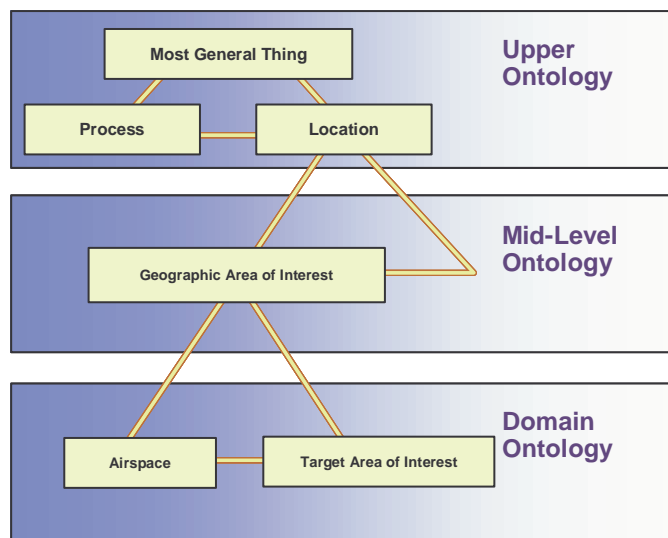 Most General Thing
Upper
Ontology
Process
Location
Mid-Level
Ontology
Geographic Area of Interest
Domain
Ontology
Airspace
Target Area of Interest